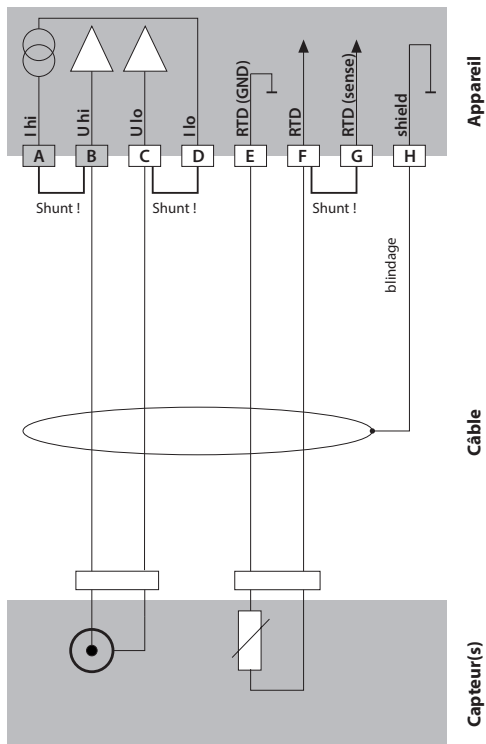 I hi
U hi
U lo
I lo
RTD (GND)
RTD
RTD (sense)
shield
Appareil
A
B
C
D
E
F
G
H
Shunt !
Shunt !
Shunt !
blindage
Câble
Capteur(s)